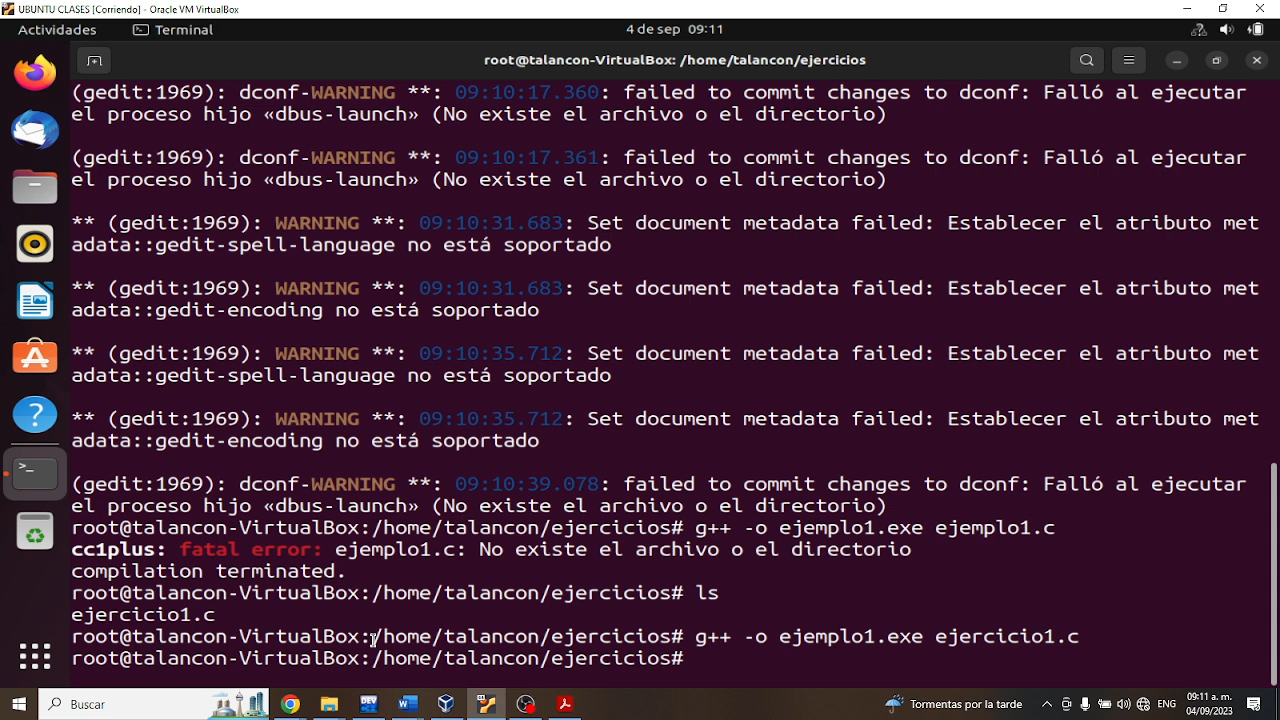 UBUNTU CLASES [Corriendo] - Oracle VM VirtualBox
Actividades
Terminal
4 de sep 09:11
root@talancon-VirtualBox: /home/talancon/ejercicios
(gedit:1969): dconf-WARNING **: 09:10:17.360: failed to commit changes to dconf: Falló al ejecutar
el proceso hijo «dbus-launch» (No existe el archivo o el directorio)
(gedit:1969): dconf-WARNING **: 09:10:17.361: failed to commit changes to dconf: Falló al ejecutar
el proceso hijo «dbus-launch» (No existe el archivo o el directorio)
** (gedit:1969): WARNING **: 09:10:31.683: Set document metadata failed: Establecer el atributo met
adata::gedit-spell-language no está soportado
** (gedit:1969): WARNING **: 09:10:31.683: Set document metadata failed: Establecer el atributo met
adata::gedit-encoding no está soportado
** (gedit:1969): WARNING **: 09:10:35.712: Set document metadata failed: Establecer el atributo met
adata::gedit-spell-language no está soportado
** (gedit:1969): WARNING **: 09:10:35.712: Set document metadata failed: Establecer el atributo met
adata::gedit-encoding no está soportado
(gedit:1969): dconf-WARNING **: 09:10:39.078: failed to commit changes to dconf: Falló al ejecutar
el proceso hijo «dbus-launch» (No existe el archivo o el directorio)
root@talancon-VirtualBox:/home/talancon/ejercicios# g++ -o ejemplo1.exe ejemplo1.c
cc1plus: fatal error: ejemplo1.c: No existe el archivo o el directorio
compilation terminated.
root@talancon-VirtualBox:/home/talancon/ejercicios# ls
ejercicio1.c
root@talancon-VirtualBox:/home/talancon/ejercicios# g++ -o ejemplo1.exe ejercicio1.c
root@talancon-VirtualBox:/home/talancon/ejercicios#
Buscar
DEV
Tormentas por la tarde
ENG
09:11 a. m.
04/09/2023